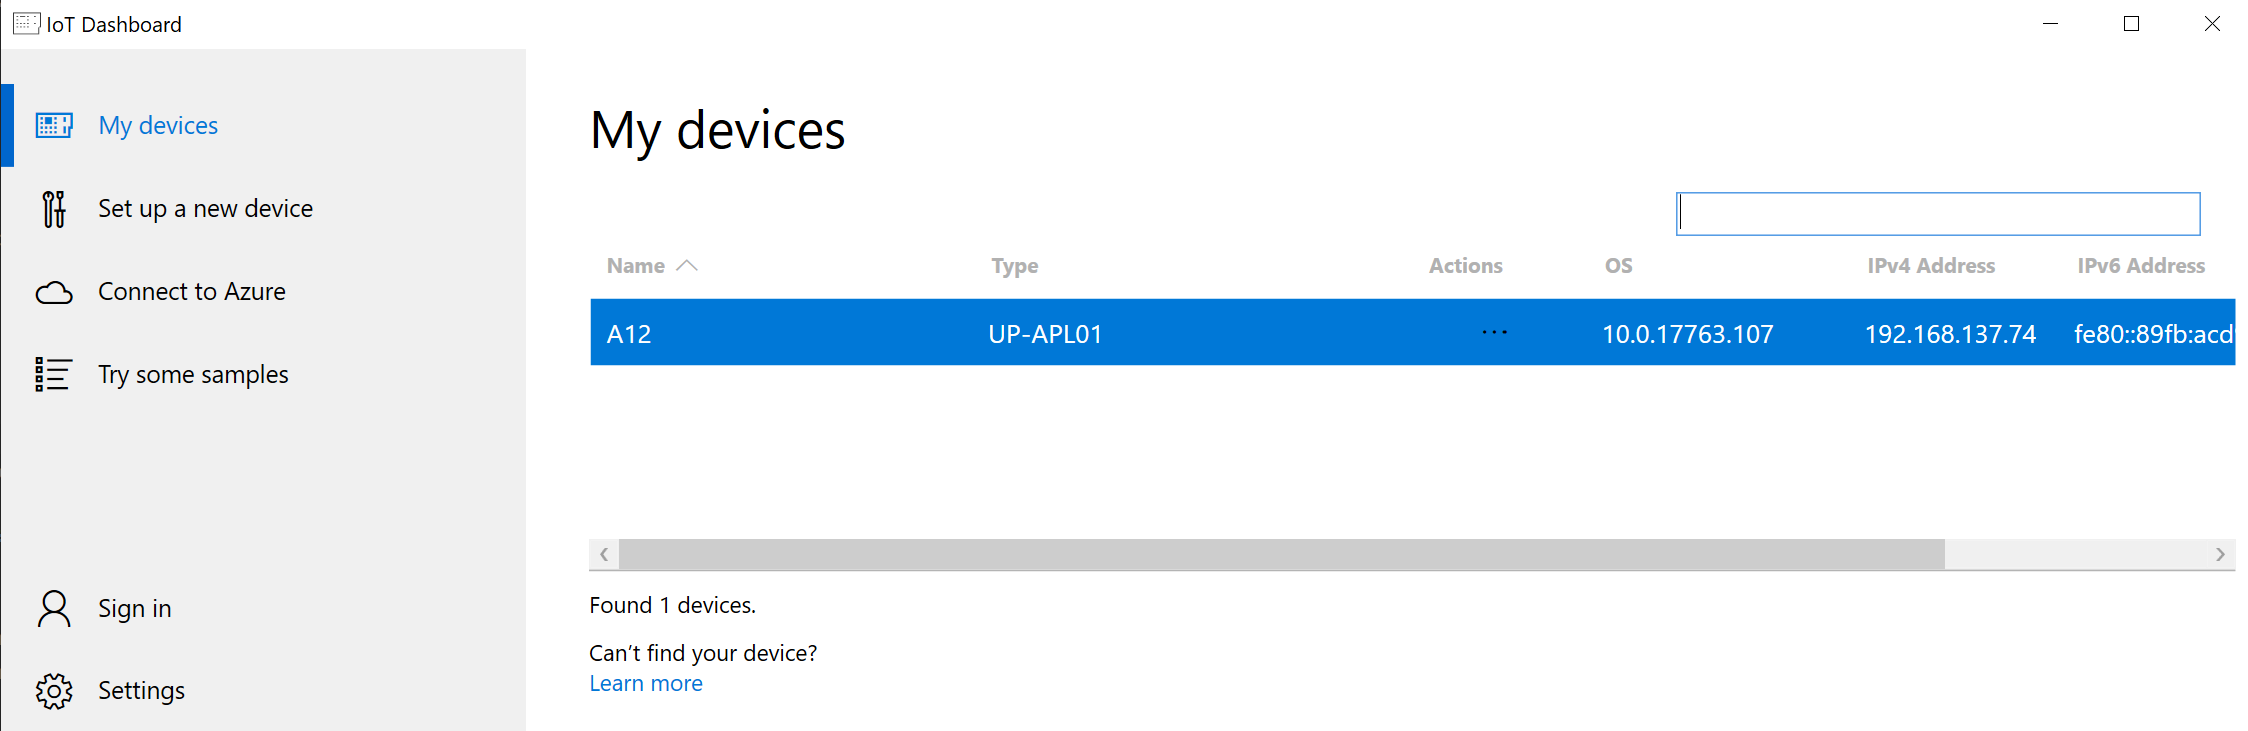 IoT Dashboard
My devices
Set up a new device
Connect to Azure
Try some samples
Sign in
Settings
My devices
Name Type Actions OS IPv4 Address IPv6 Address
A12 UP-APL01 ... 10.0.17763.107 192.168.137.74 fe80::89fb:acd
Found 1 devices.
Can't find your device?
Learn more